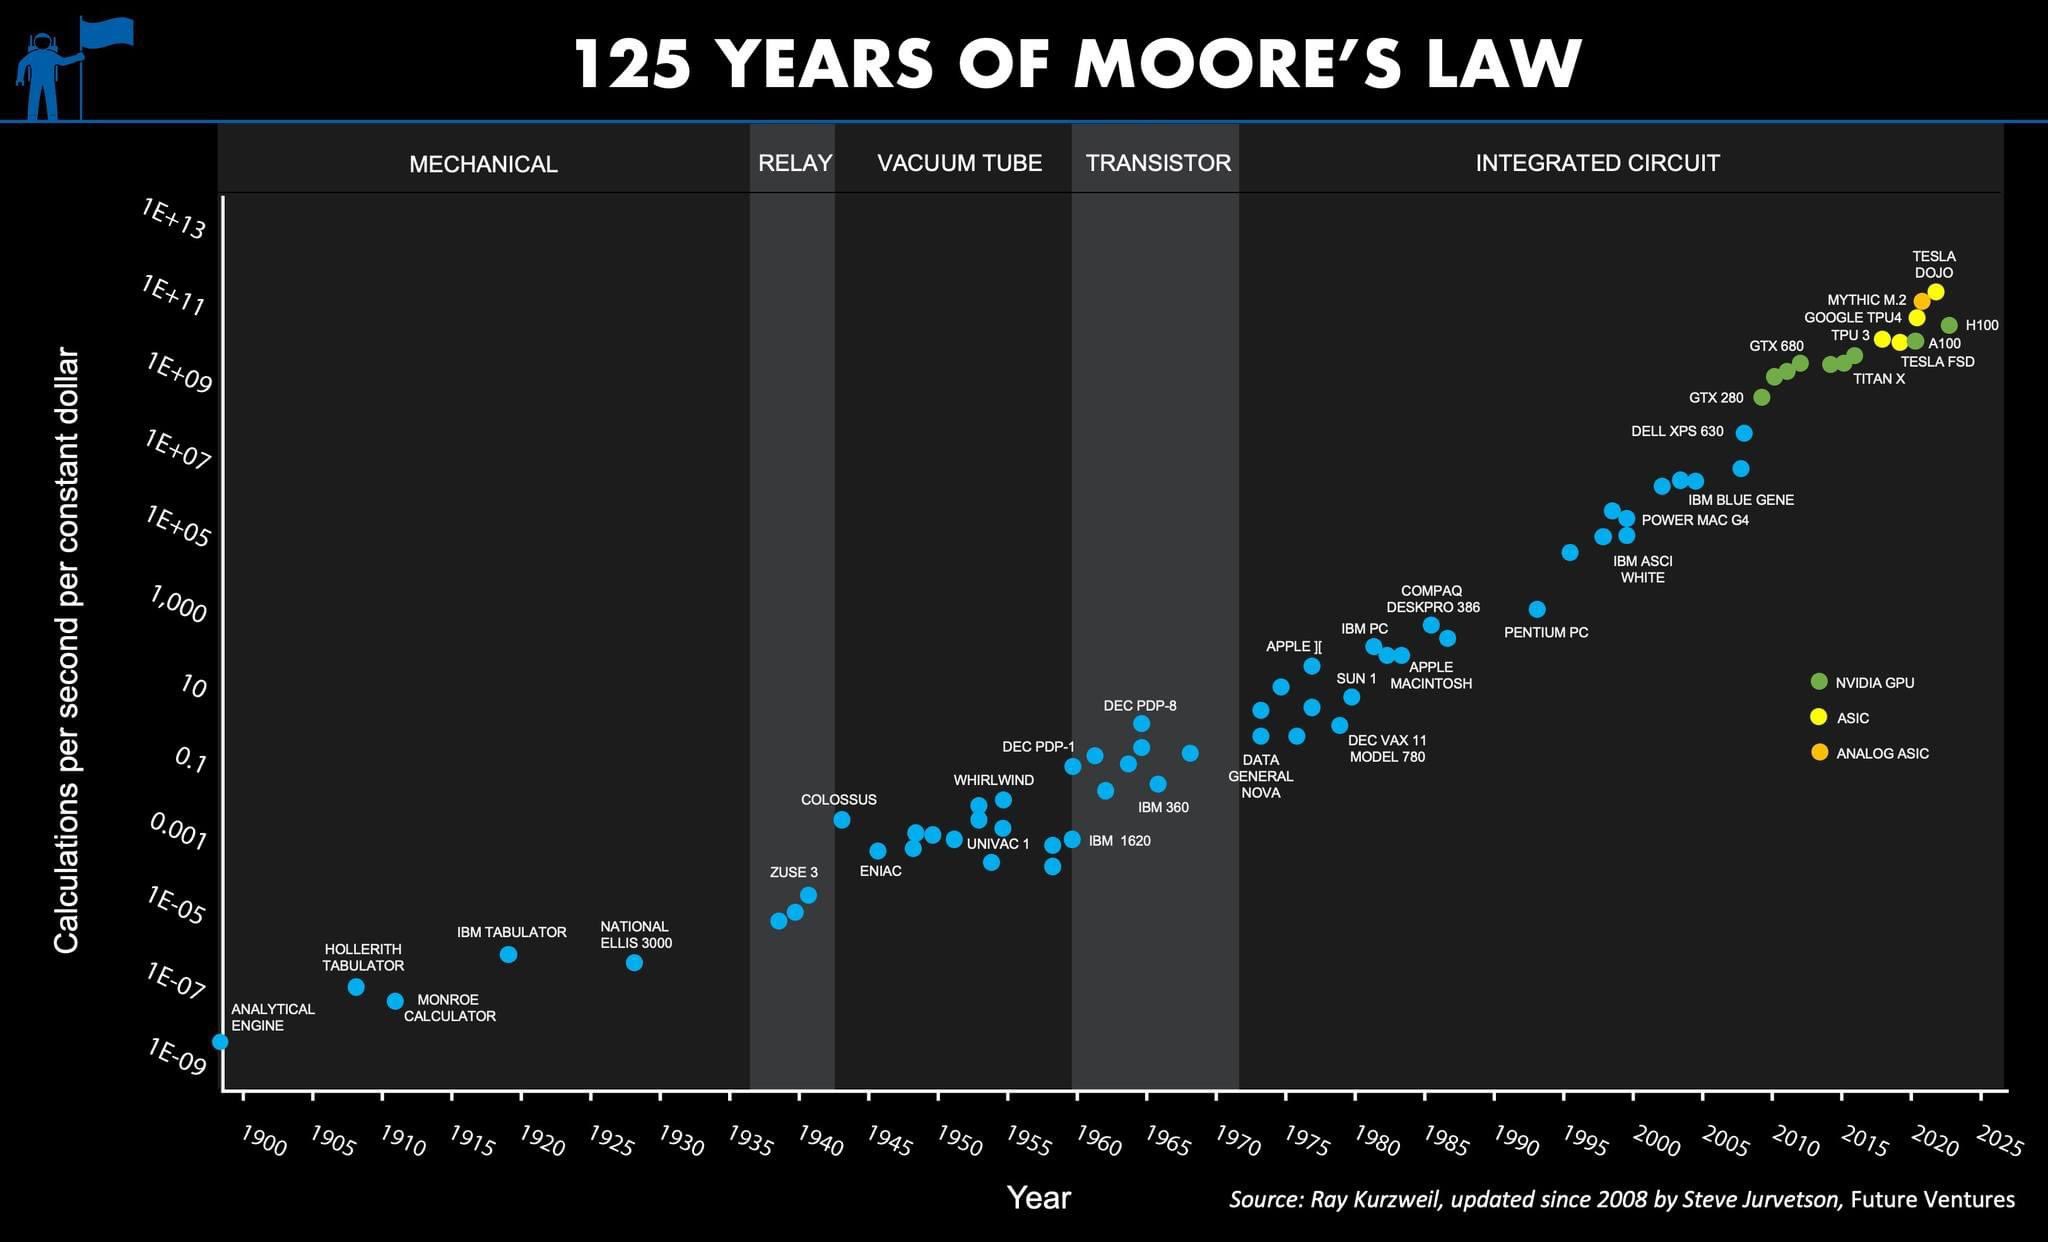 125 YEARS OF MOORE'S LAW
MECHANICAL
RELAY
VACUUM TUBE
TRANSISTOR
INTEGRATED CIRCUIT
Calculations per second per constant dollar
1E+13
1E+11
1E+09
1E+07
1E+05
1,000
10
0.1
0.001
1E-05
1E-07
1E-09
ANALYTICAL
ENGINE
HOLLERITH
TABULATOR
MONROE
CALCULATOR
IBM TABULATOR
NATIONAL
ELLIS 3000
ZUSE 3
COLOSSUS
ENIAC
WHIRLWIND
UNIVAC 1
DEC PDP-1
IBM 1620
DEC PDP-8
IBM 360
DATA
GENERAL
NOVA
APPLE ][
SUN 1
DEC VAX 11
MODEL 780
IBM PC
APPLE
MACINTOSH
COMPAQ
DESKPRO 386
PENTIUM PC
IBM ASCI
WHITE
POWER MAC G4
IBM BLUE GENE
DELL XPS 630
GTX 280
GTX 680
TITAN X
TESLA FSD
A100
TPU 3
GOOGLE TPU4
MYTHIC M.2
TESLA
DOJO
H100
NVIDIA GPU
ASIC
ANALOG ASIC
1900
1905
1910
1915
1920
1925
1930
1935
1940
1945
1950
1955
1960
1965
1970
1975
1980
1985
1990
1995
2000
2005
2010
2015
2020
2025
Year
Source: Ray Kurzweil, updated since 2008 by Steve Jurvetson, Future Ventures